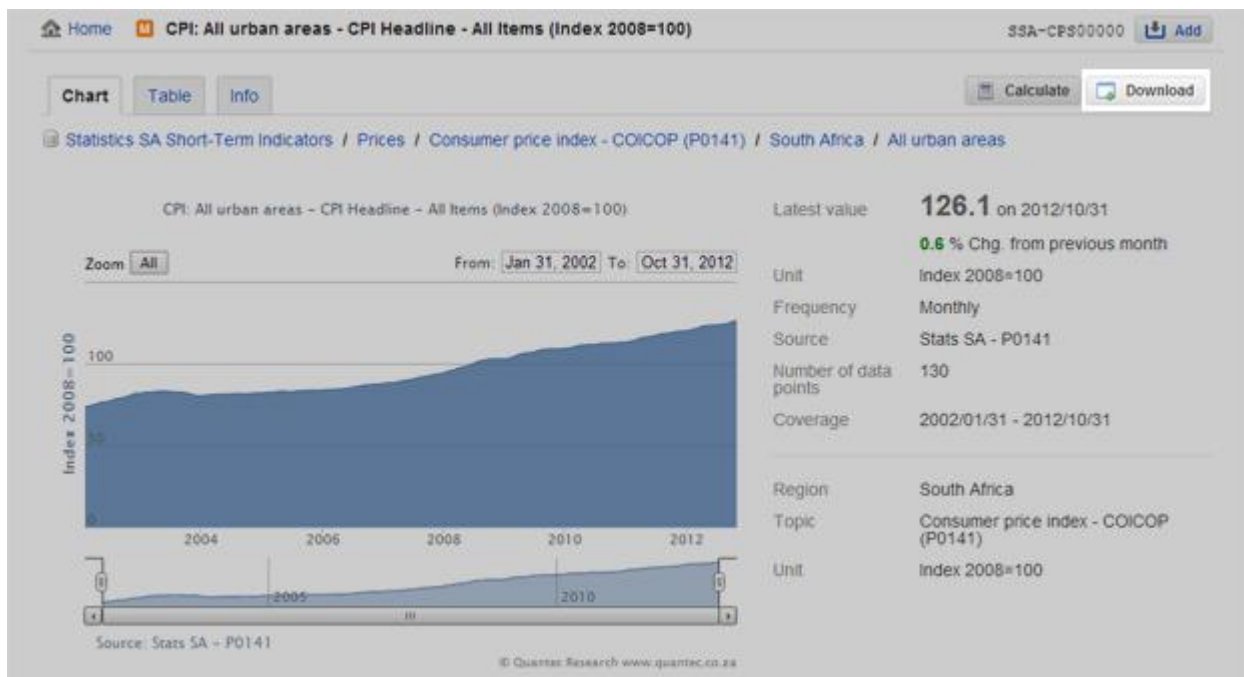 Home M CPI: All urban areas - CPI Headline - All Items (Index 2008=100) SSA-CPS00000 Add
Chart Table Info Calculate Download
Statistics SA Short-Term Indicators / Prices / Consumer price index - COICOP (P0141) / South Africa / All urban areas
CPI: All urban areas – CPI Headline – All Items (Index 2008=100)
Zoom All From: Jan 31, 2002 To: Oct 31, 2012
Index 2008=100
100
50
0
2004 2006 2008 2010 2012
2005 2010
Source: Stats SA – P0141
© Quantec Research www.quantec.co.za
Latest value 126.1 on 2012/10/31
0.6 % Chg. from previous month
Unit Index 2008=100
Frequency Monthly
Source Stats SA - P0141
Number of data 130
points
Coverage 2002/01/31 - 2012/10/31
Region South Africa
Topic Consumer price index - COICOP
(P0141)
Unit Index 2008=100